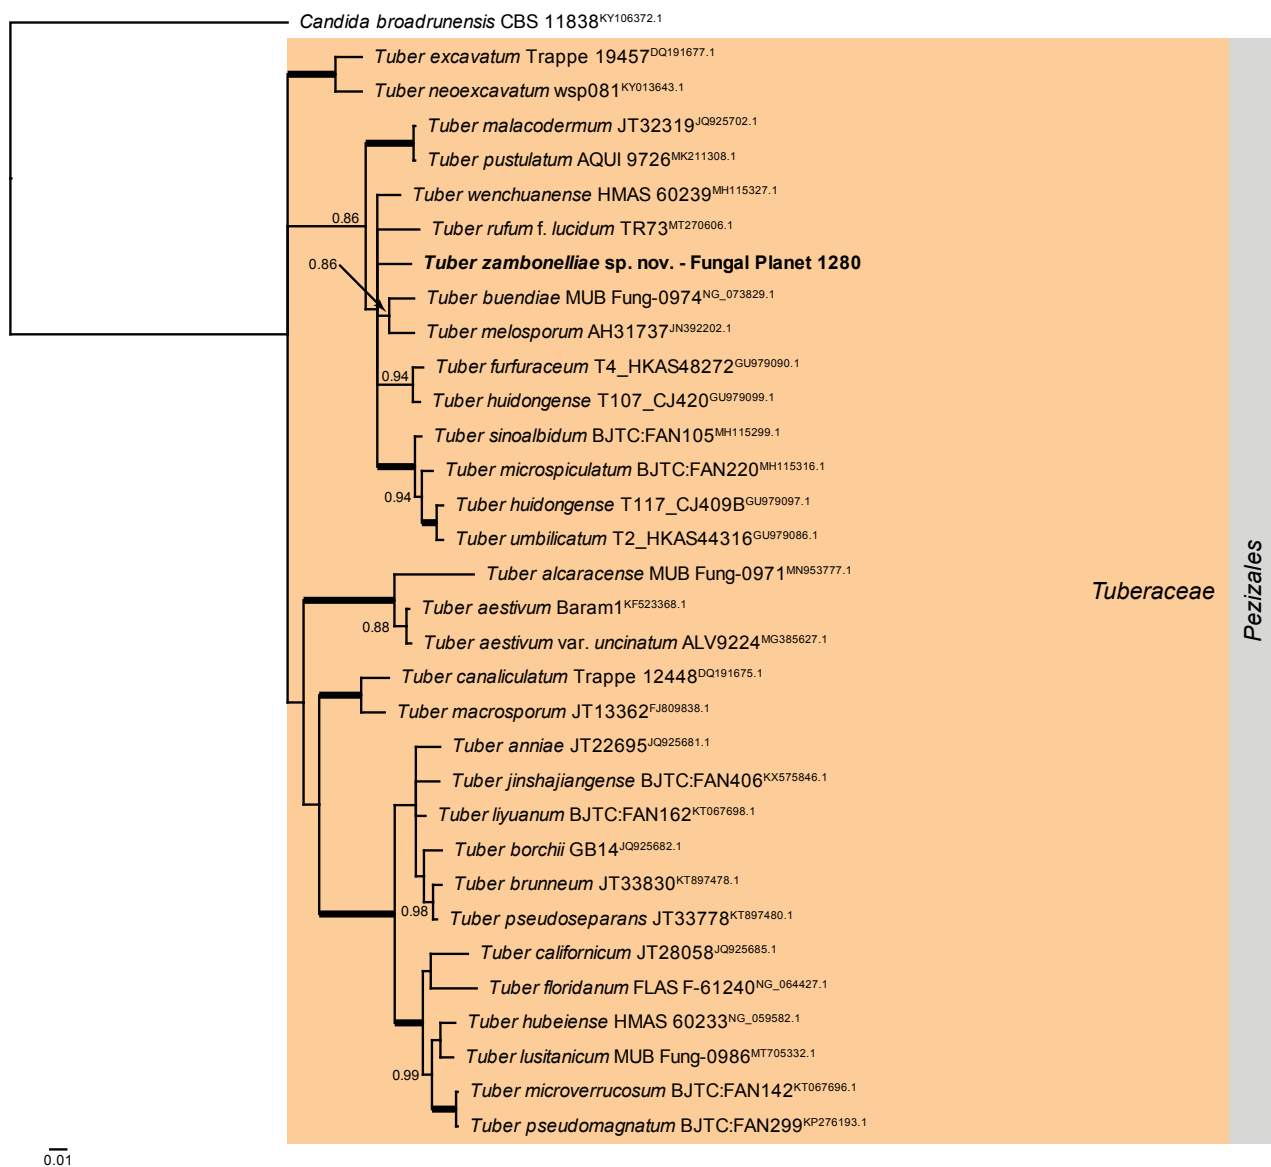 Candida broadrunensis CBS 11838KY106372.1
Tuber excavatum Trappe 19457DQ191677.1
Tuber neoexcavatum wsp081KY013643.1
Tuber malacodermum JT32319JQ925702.1
Tuber pustulatum AQUI 9726MK211308.1
Tuber wenchuanense HMAS 60239MH115327.1
0.86
Tuber rufum f. lucidum TR73MT270606.1
0.86
Tuber zambonelliae sp. nov. - Fungal Planet 1280
Tuber buendiae MUB Fung-0974NG_073829.1
Tuber melosporum AH31737JN392202.1
Tuber furfuraceum T4_HKAS48272GU979090.1
0.94
Tuber huidongense T107_CJ420GU979099.1
Tuber sinoalbidum BJTC:FAN105MH115299.1
Tuber microspiculatum BJTC:FAN220MH115316.1
0.94
Tuber huidongense T117_CJ409BGU979097.1
Tuber umbilicatum T2_HKAS44316GU979086.1
Tuber alcaracense MUB Fung-0971MN953777.1
Tuber aestivum Baram1KF523368.1
0.88
Tuber aestivum var. uncinatum ALV9224MG385627.1
Tuber canaliculatum Trappe 12448DQ191675.1
Tuber macrosporum JT13362FJ809838.1
Tuber anniae JT22695JQ925681.1
Tuber jinshajiangense BJTC:FAN406KX575846.1
Tuber liyuanum BJTC:FAN162KT067698.1
Tuber borchii GB14JQ925682.1
Tuber brunneum JT33830KT897478.1
0.98
Tuber pseudoseparans JT33778KT897480.1
Tuber californicum JT28058JQ925685.1
Tuber floridanum FLAS F-61240NG_064427.1
Tuber hubeiense HMAS 60233NG_059582.1
Tuber lusitanicum MUB Fung-0986MT705332.1
0.99
Tuber microverrucosum BJTC:FAN142KT067696.1
Tuber pseudomagnatum BJTC:FAN299KP276193.1
Tuberaceae
Pezizales
0.01